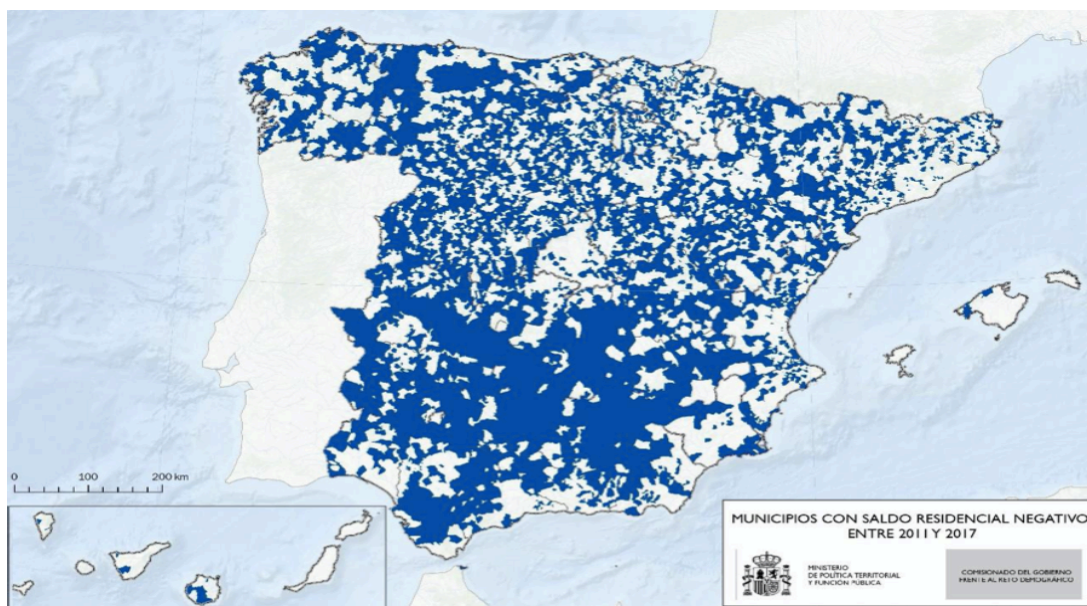 0 100 200 km
MUNICIPIOS CON SALDO RESIDENCIAL NEGATIVO
ENTRE 2011 Y 2017
MINISTERIO
DE POLÍTICA TERRITORIAL
Y FUNCIÓN PÚBLICA
COMISIONADO DEL GOBIERNO
FRENTE AL RETO DEMOGRÁFICO